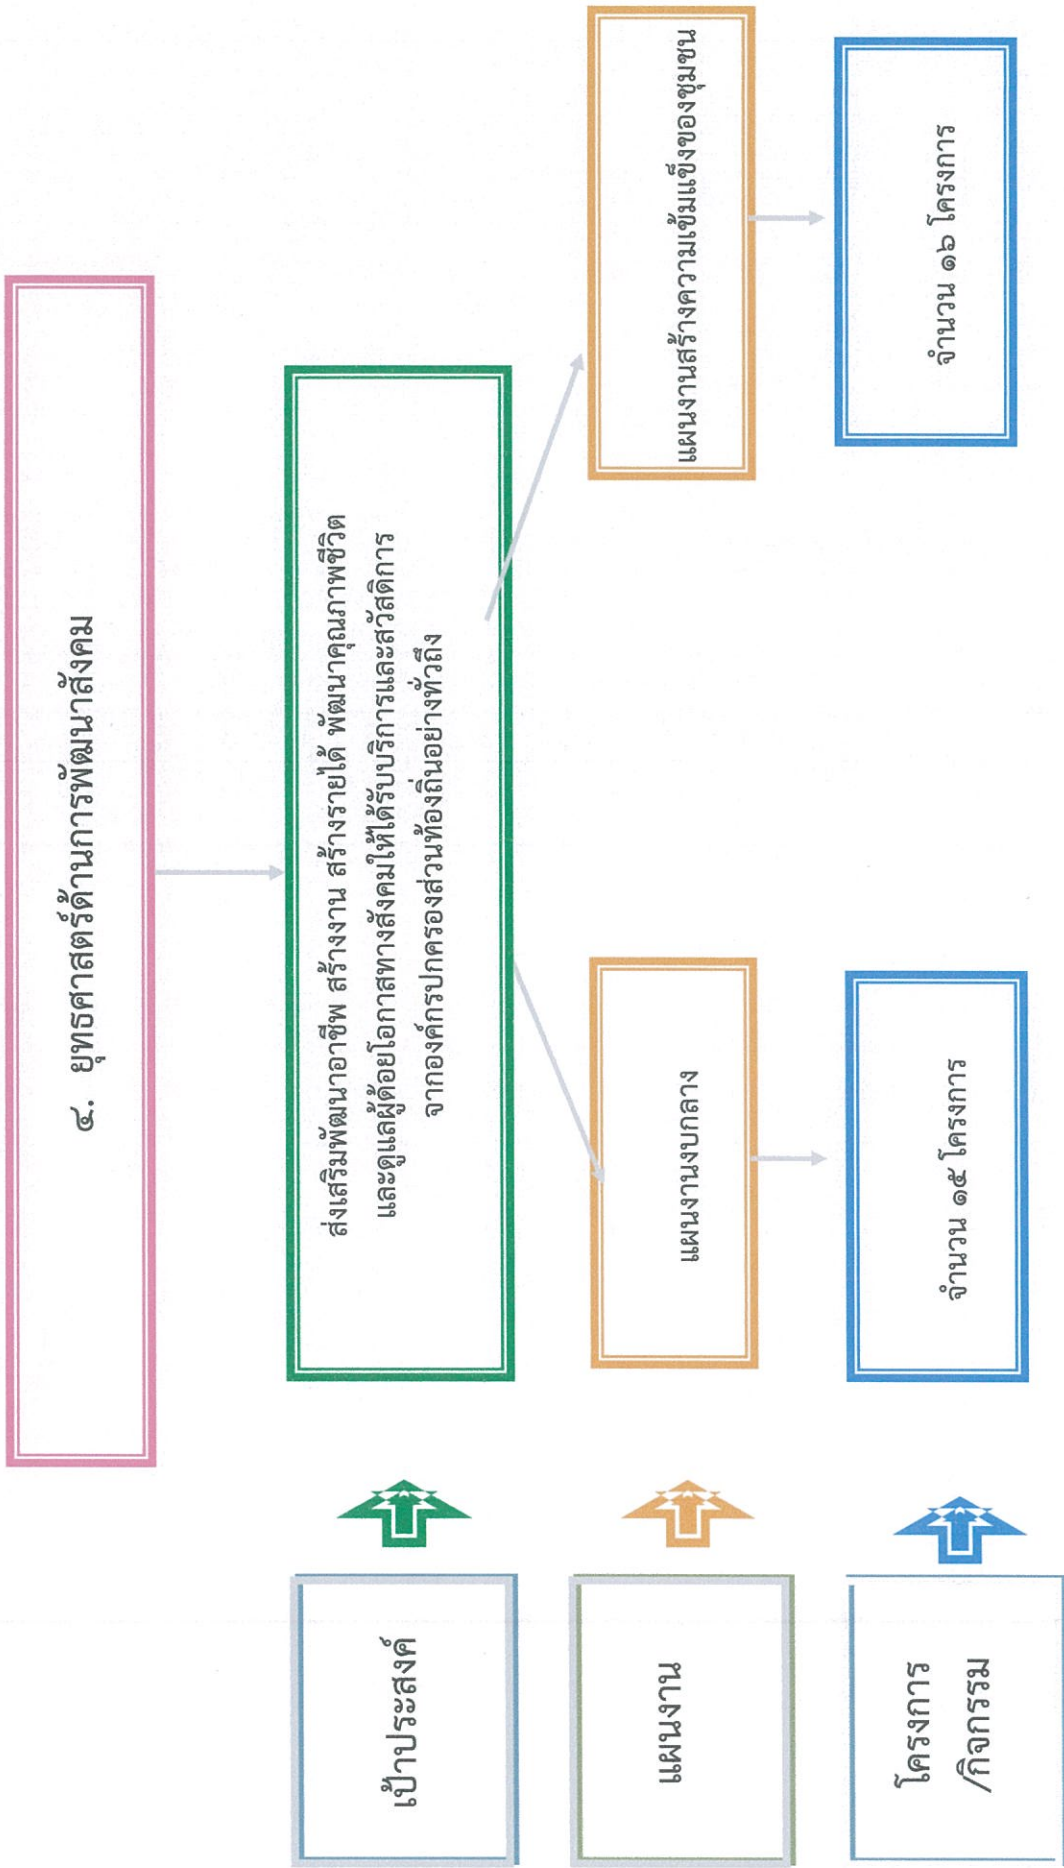 ๔. ยุทธศาสตร์ด้านการพัฒนาสังคม
เป้าประสงค์
ส่งเสริมพัฒนาอาชีพ สร้างงาน สร้างรายได้ พัฒนาคุณภาพชีวิต
และดูแลผู้ด้อยโอกาสทางสังคมให้ได้รับบริการและสวัสดิการ
จากองค์กรปกครองส่วนท้องถิ่นอย่างทั่วถึง
แผนงาน
แผนงานงบกลาง
แผนงานสร้างความเข้มแข็งของชุมชน
โครงการ
/กิจกรรม
จำนวน ๑๕ โครงการ
จำนวน ๑๖ โครงการ